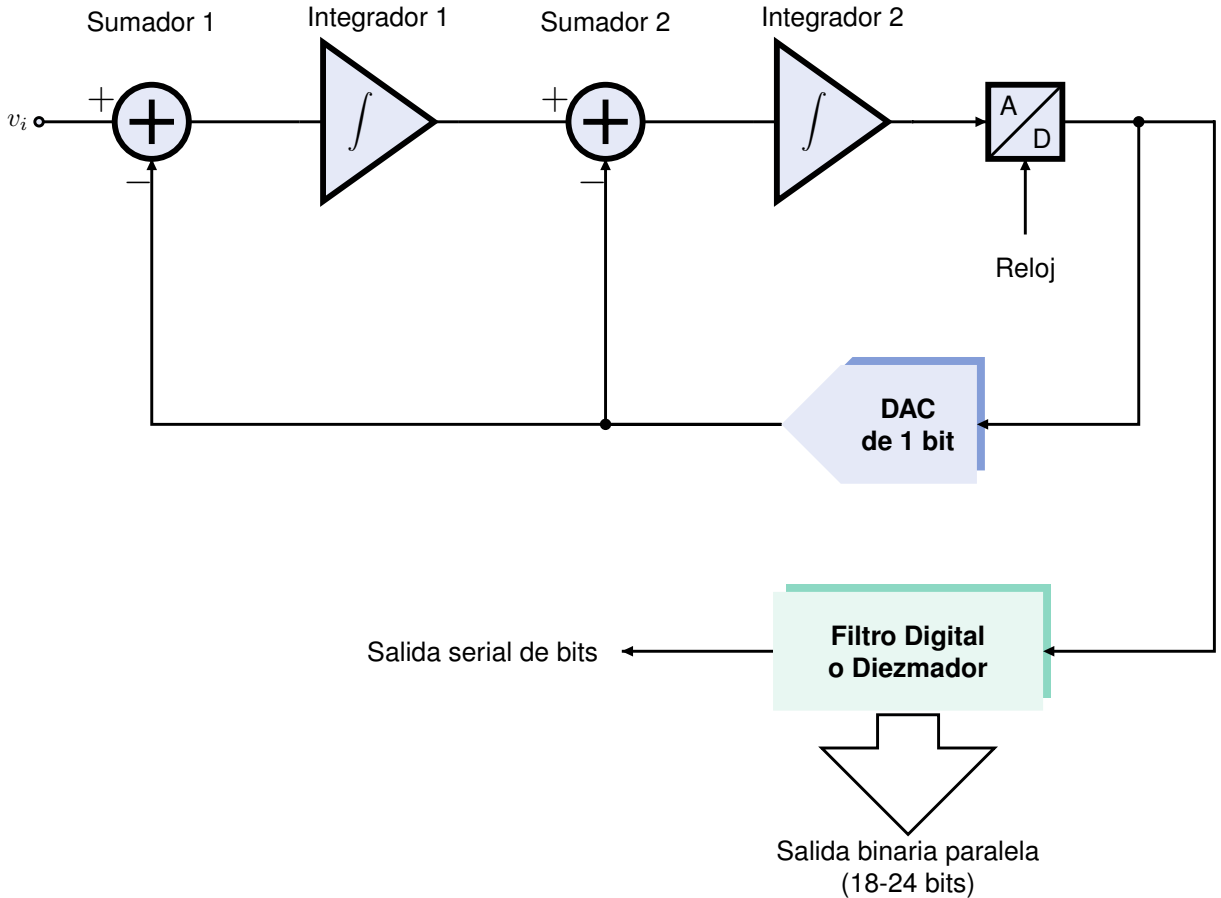 Sumador 1
Integrador 1
Sumador 2
Integrador 2
v_i
+
−
∫
+
−
∫
A
D
Reloj
DAC
de 1 bit
Filtro Digital
o Diezmador
Salida serial de bits
Salida binaria paralela
(18-24 bits)